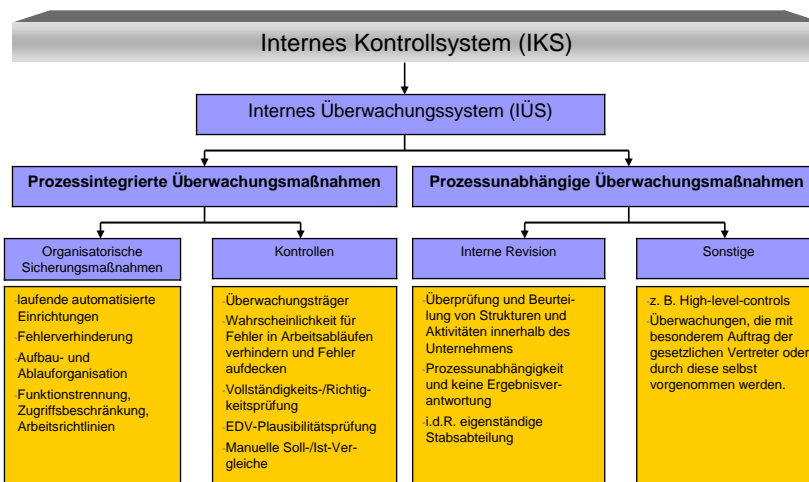 Internes Kontrollsystem (IKS)
Internes Überwachungssystem (IÜS)
Prozessintegrierte Überwachungsmaßnahmen
Prozessunabhängige Überwachungsmaßnahmen
Organisatorische
Sicherungsmaßnahmen
-laufende automatisierte
Einrichtungen
-Fehlerverhinderung
-Aufbau- und
Ablauforganisation
-Funktionstrennung,
Zugriffsbeschränkung,
Arbeitsrichtlinien
Kontrollen
-Überwachungsträger
-Wahrscheinlichkeit für
Fehler in Arbeitsabläufen
verhindern und Fehler
aufdecken
-Vollständigkeits-/Richtig-
keitsprüfung
-EDV-Plausibilitätsprüfung
-Manuelle Soll-/Ist-Ver-
gleiche
Interne Revision
-Überprüfung und Beurtei-
lung von Strukturen und
Aktivitäten innerhalb des
Unternehmens
-Prozessunabhängigkeit
und keine Ergebnisver-
antwortung
-i.d.R. eigenständige
Stabsabteilung
Sonstige
-z. B. High-level-controls
-Überwachungen, die mit
besonderem Auftrag der
gesetzlichen Vertreter oder
durch diese selbst
vorgenommen werden.